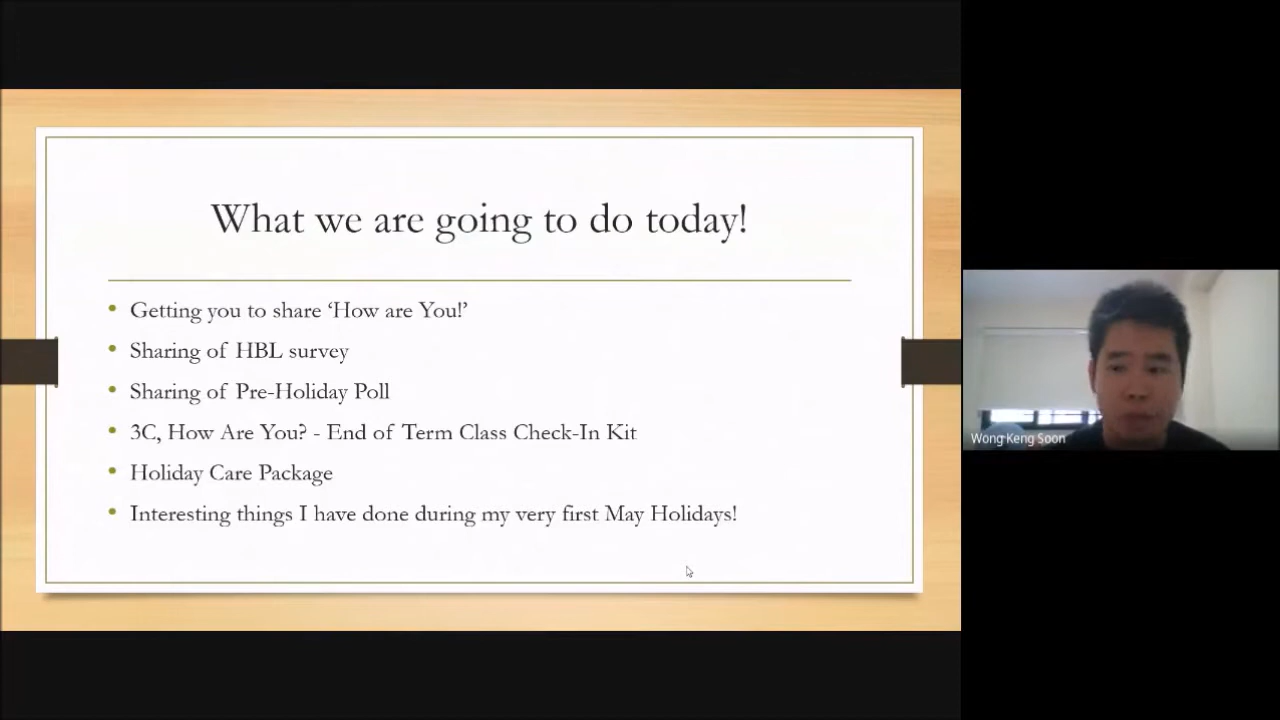 What we are going to do today!
Getting you to share ‘How are You!’
Sharing of HBL survey
Sharing of Pre-Holiday Poll
3C, How Are You? - End of Term Class Check-In Kit
Holiday Care Package
Interesting things I have done during my very first May Holidays!
Wong Keng Soon